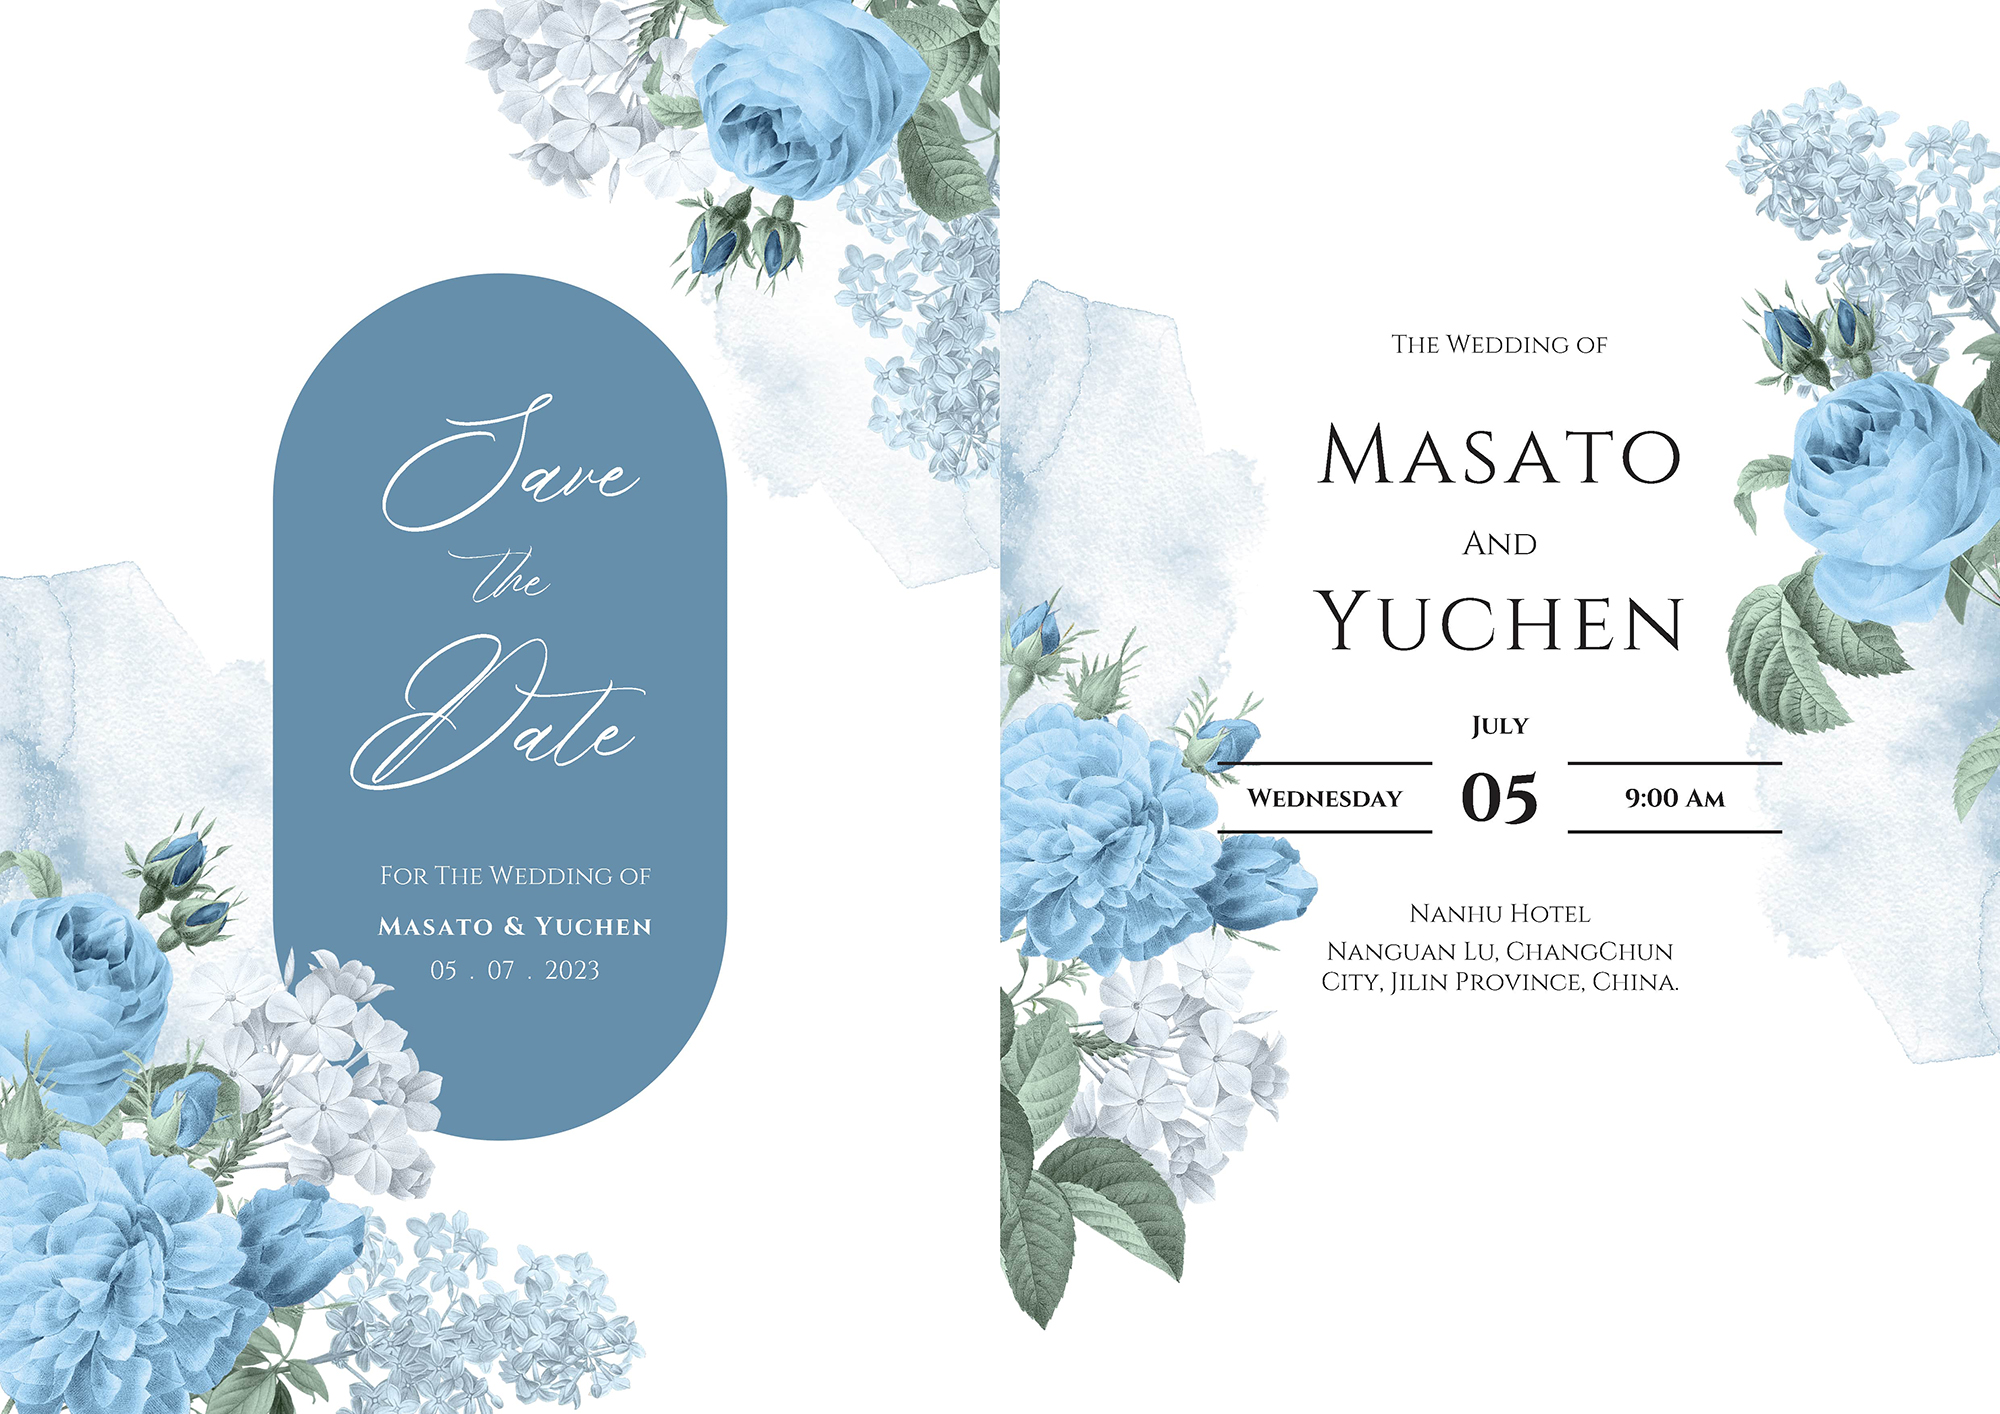 Save
the
Date
For The Wedding of
Masato & Yuchen
05 . 07 . 2023
The Wedding of
Masato
And
Yuchen
July
Wednesday 05 9:00 Am
Nanhu Hotel
Nanguan Lu, ChangChun
City, Jilin Province, China.